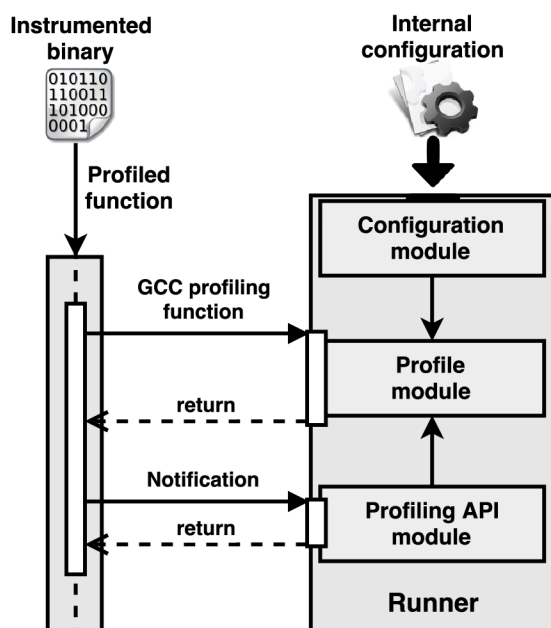 Instrumented
binary
Internal
configuration
010110
110011
101000
0001
Profiled
function
Configuration
module
GCC profiling
function
Profile
module
return
Notification
Profiling API
module
return
Runner